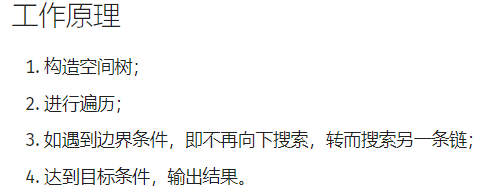 工作原理
1. 构造空间树；
2. 进行遍历；
3. 如遇到边界条件，即不再向下搜索，转而搜索另一条链；
4. 达到目标条件，输出结果。